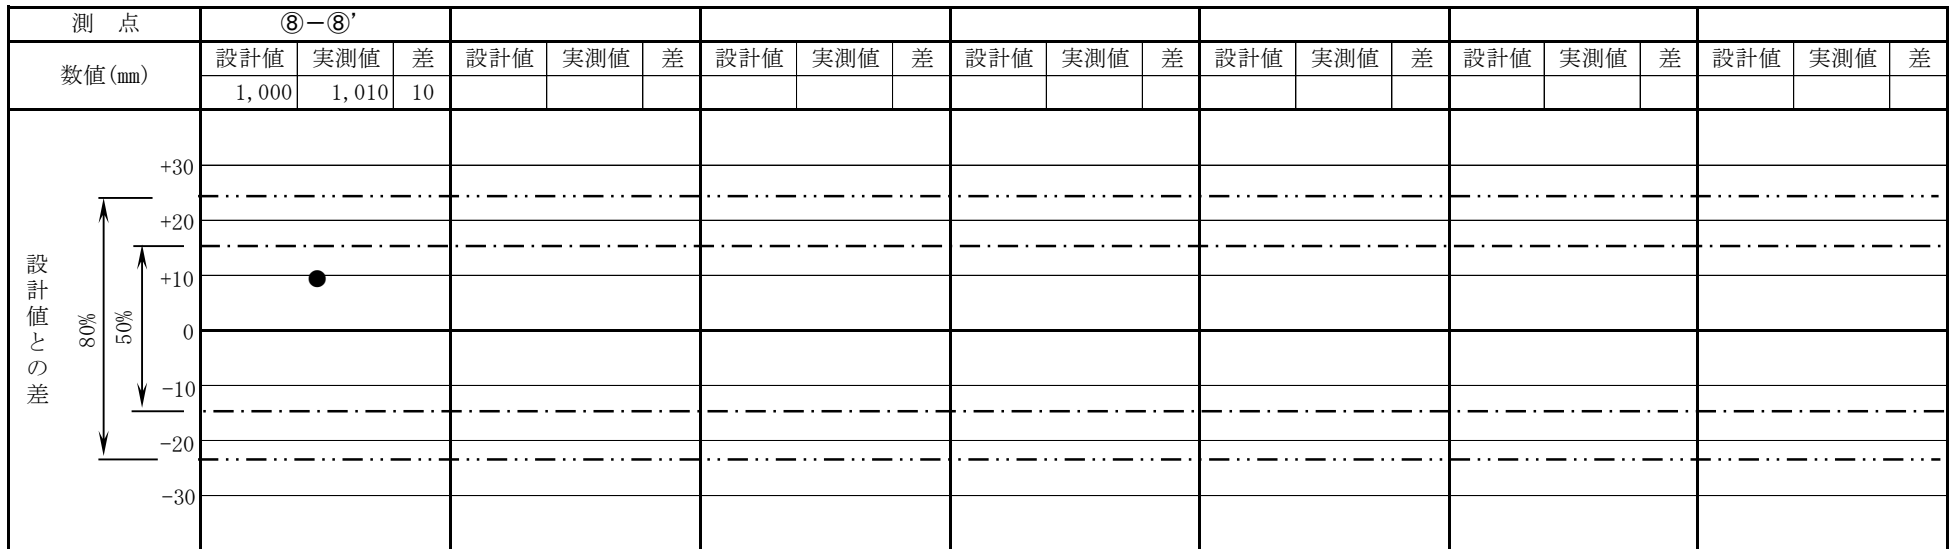 測 点 ⑧－⑧’
数値(mm) 設計値 実測値 差 設計値 実測値 差 設計値 実測値 差 設計値 実測値 差 設計値 実測値 差 設計値 実測値 差 設計値 実測値 差
1,000 1,010 10
設計値との差
80%
50%
+30
+20
+10
0
-10
-20
-30